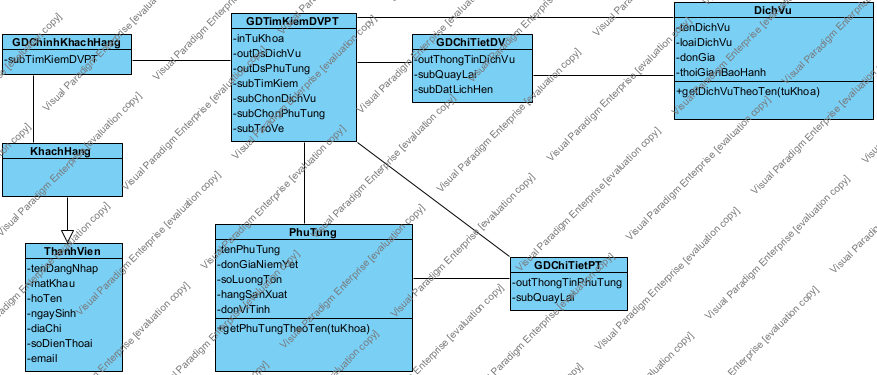 GDChinhKhachHang
-subTimKiemDVPT
GDTimKiemDVPT
-inTuKhoa
-outDsDichVu
-outDsPhuTung
-subTimKiem
-subChonDichVu
-subChonPhuTung
-subTroVe
GDChiTietDV
-outThongTinDichVu
-subQuayLai
-subDatLichHen
DichVu
-tenDichVu
-loaiDichVu
-donGia
-thoiGianBaoHanh
+getDichVuTheoTen(tuKhoa)
KhachHang
ThanhVien
-tenDangNhap
-matKhau
-hoTen
-ngaySinh
-diaChi
-soDienThoai
-email
PhuTung
-tenPhuTung
-donGiaNiemYet
-soLuongTon
-hangSanXuat
-donViTinh
+getPhuTungTheoTen(tuKhoa)
GDChiTietPT
-outThongTinPhuTung
-subQuayLai
Visual Paradigm Enterprise [evaluation copy]